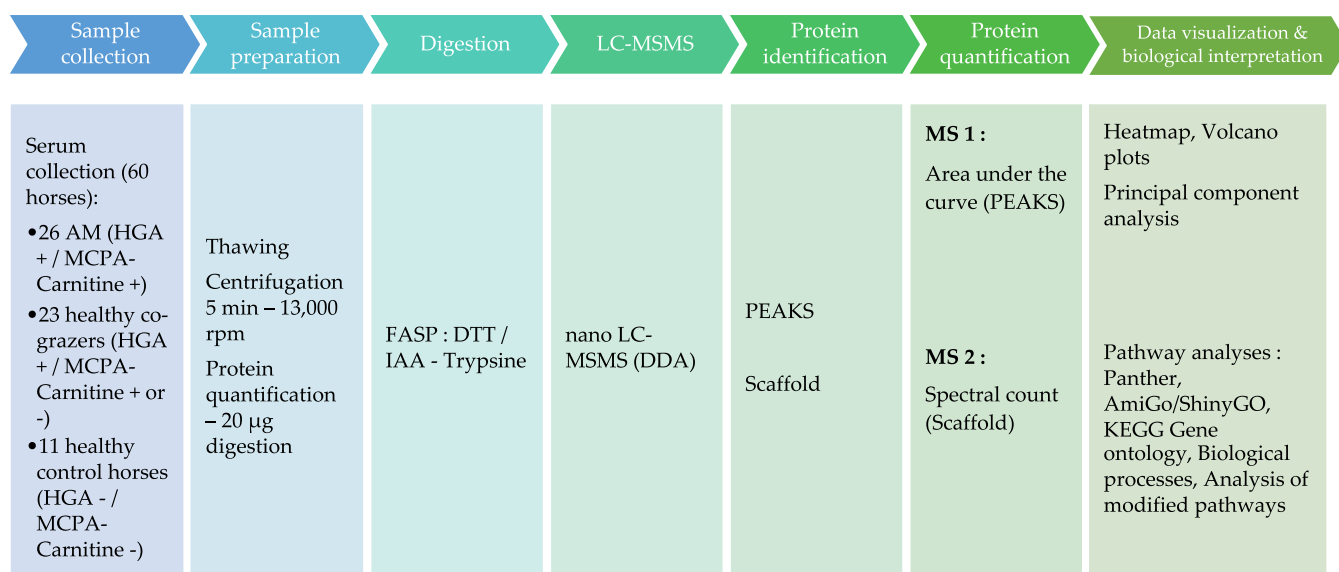 Sample
collection
Sample
preparation
Digestion
LC-MSMS
Protein
identification
Protein
quantification
Data visualization &
biological interpretation
Serum
collection (60
horses):
•26 AM (HGA
+ / MCPA-
Carnitine +)
•23 healthy co-
grazers (HGA
+ / MCPA-
Carnitine + or
-)
•11 healthy
control horses
(HGA - /
MCPA-
Carnitine -)
Thawing
Centrifugation
5 min – 13,000
rpm
Protein
quantification
– 20 µg
digestion
FASP : DTT /
IAA - Trypsine
nano LC-
MSMS (DDA)
PEAKS
Scaffold
MS 1 :
Area under the
curve (PEAKS)
MS 2 :
Spectral count
(Scaffold)
Heatmap, Volcano
plots
Principal component
analysis
Pathway analyses :
Panther,
AmiGo/ShinyGO,
KEGG Gene
ontology, Biological
processes, Analysis of
modified pathways